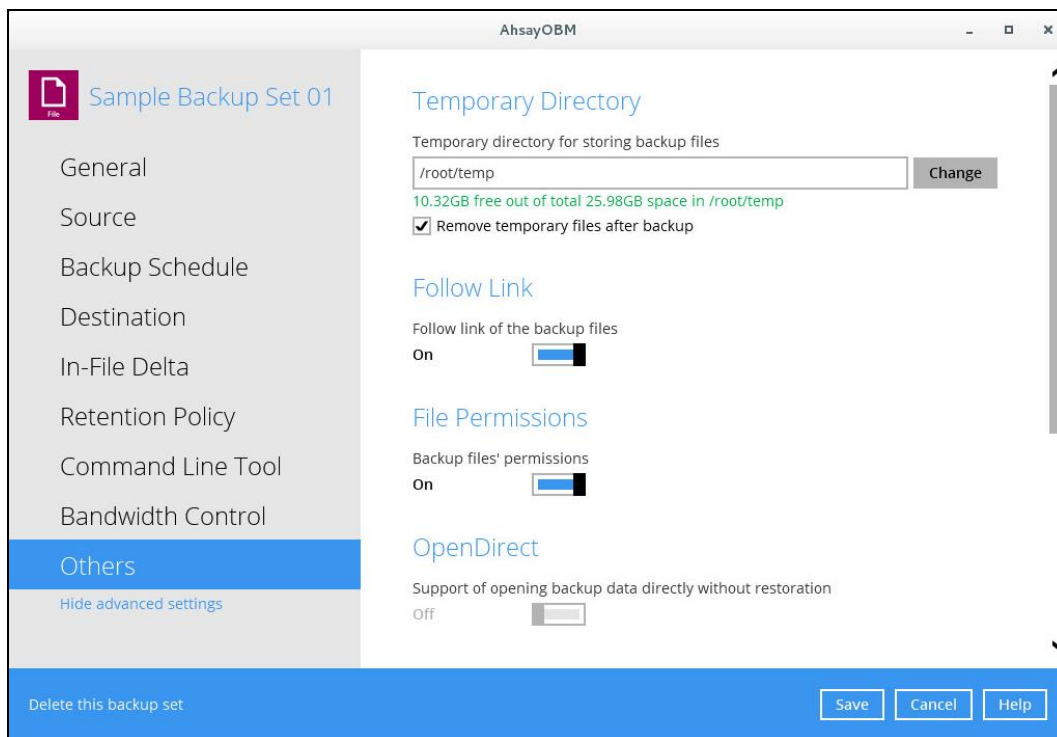 AhsayOBM
File
Sample Backup Set 01
General
Source
Backup Schedule
Destination
In-File Delta
Retention Policy
Command Line Tool
Bandwidth Control
Others
Hide advanced settings
Temporary Directory
Temporary directory for storing backup files
/root/temp
Change
10.32GB free out of total 25.98GB space in /root/temp
Remove temporary files after backup
Follow Link
Follow link of the backup files
On
File Permissions
Backup files' permissions
On
OpenDirect
Support of opening backup data directly without restoration
Off
Delete this backup set
Save
Cancel
Help